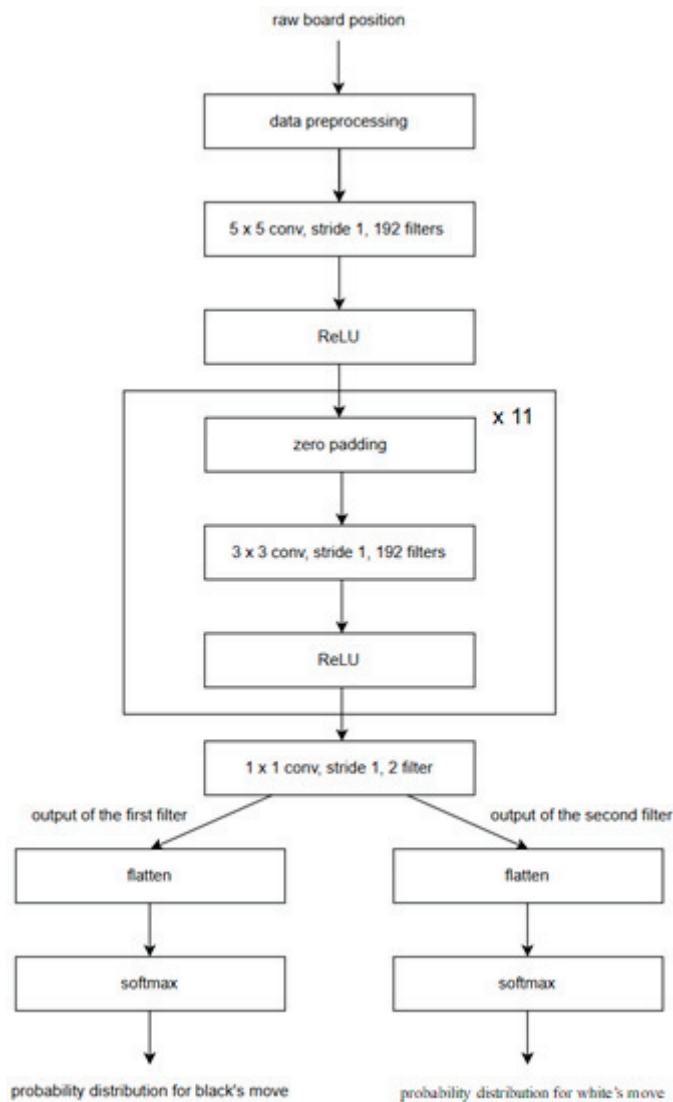 raw board position
data preprocessing
5 x 5 conv, stride 1, 192 filters
ReLU
x 11
zero padding
3 x 3 conv, stride 1, 192 filters
ReLU
1 x 1 conv, stride 1, 2 filter
output of the first filter
output of the second filter
flatten
flatten
softmax
softmax
probability distribution for black's move
probability distribution for white's move